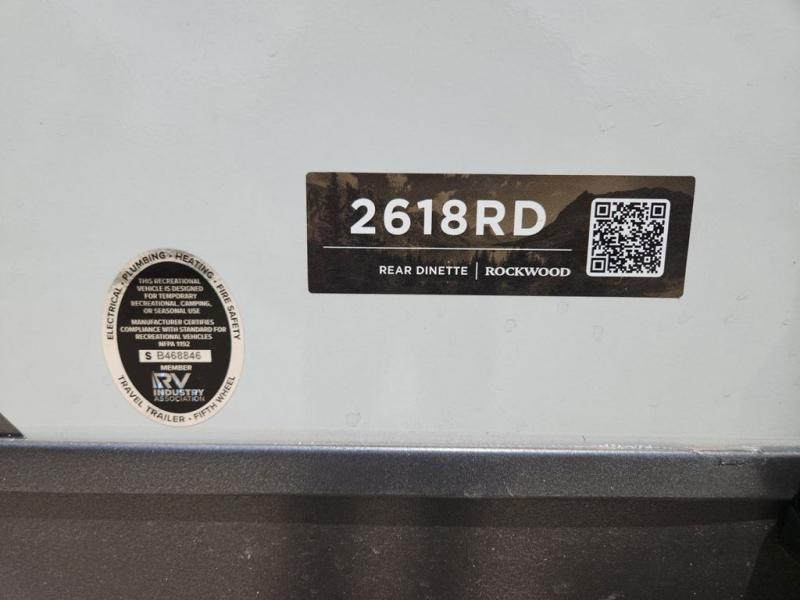 2618RD
REAR DINETTE | ROCKWOOD
ELECTRICAL • PLUMBING • HEATING • FIRE SAFETY
THIS RECREATIONAL
VEHICLE IS DESIGNED
FOR TEMPORARY
RECREATIONAL, CAMPING,
OR SEASONAL USE
MANUFACTURER CERTIFIES
COMPLIANCE WITH STANDARD FOR
RECREATIONAL VEHICLES
NFPA 1192
S B468846
MEMBER
RV
INDUSTRY
ASSOCIATION
TRAVEL TRAILER • FIFTH WHEEL